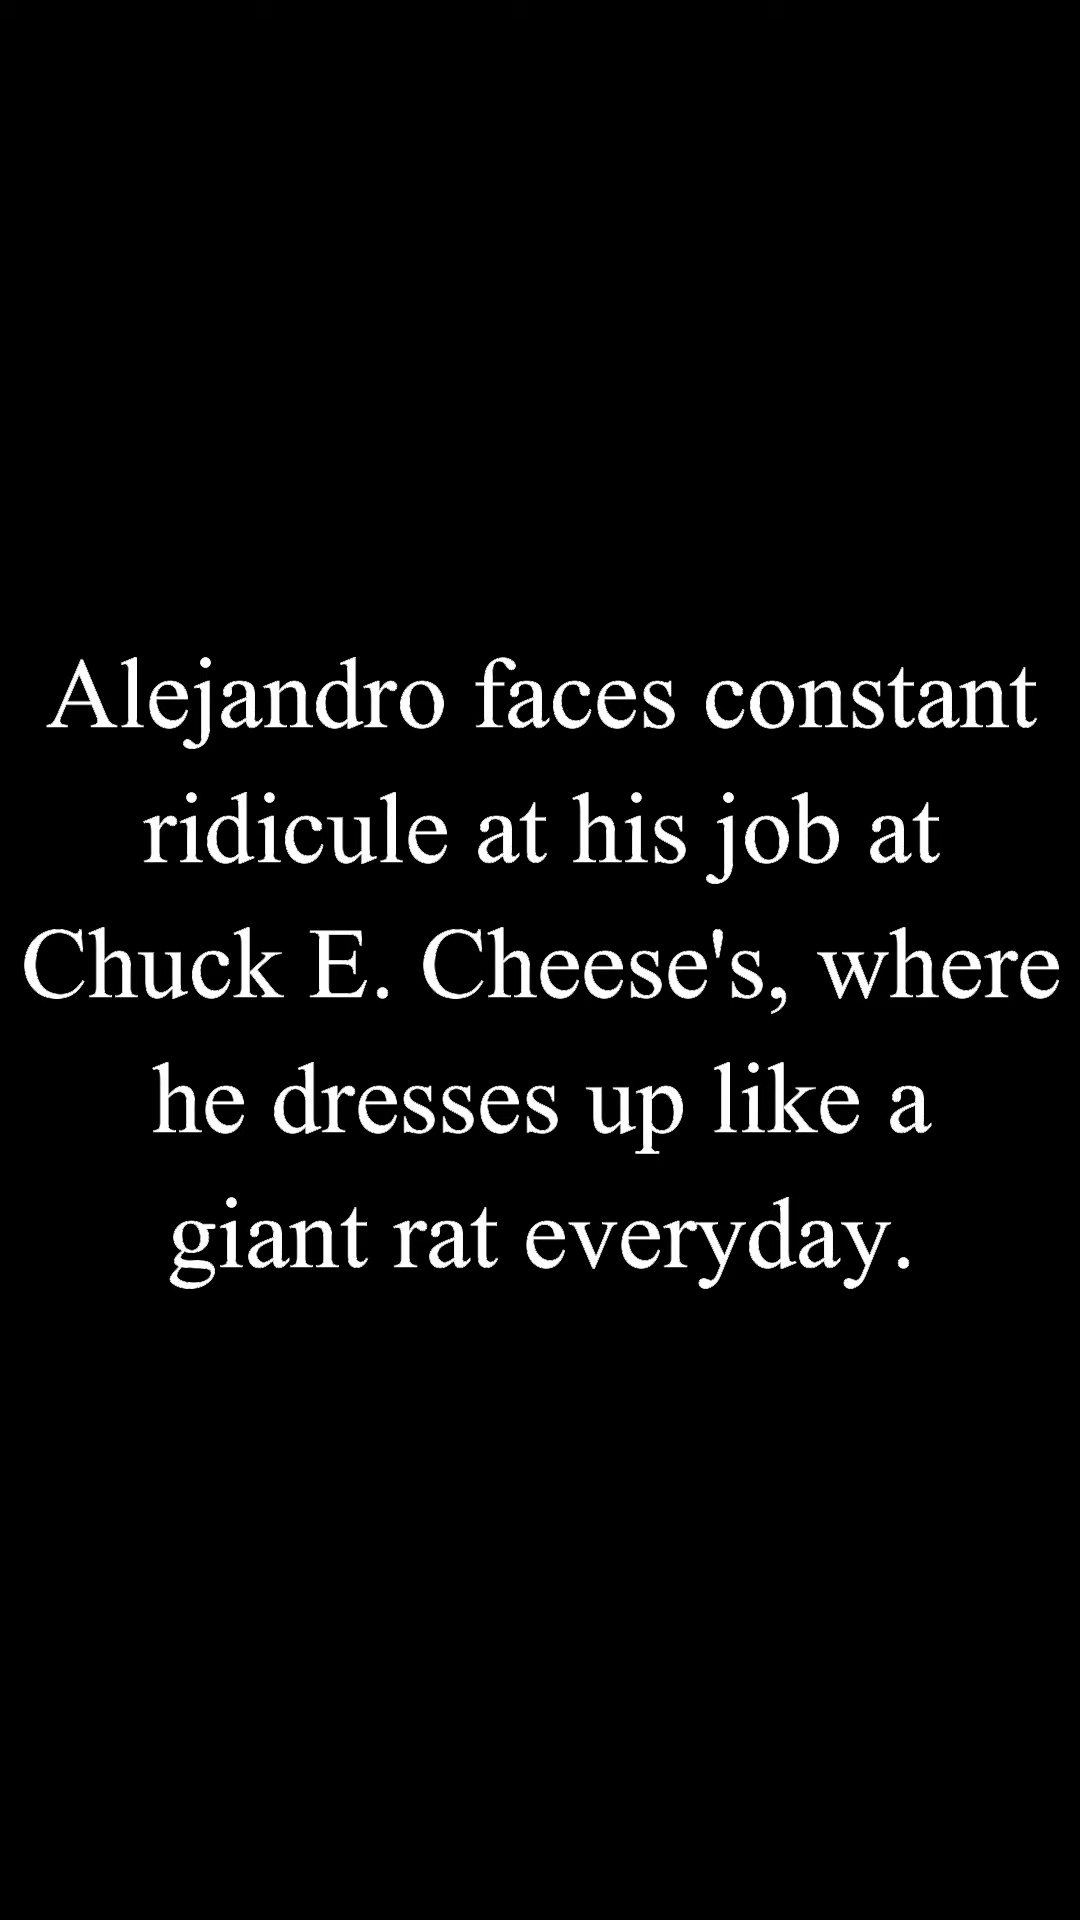 Alejandro faces constant
ridicule at his job at
Chuck E. Cheese's, where
he dresses up like a
giant rat everyday.